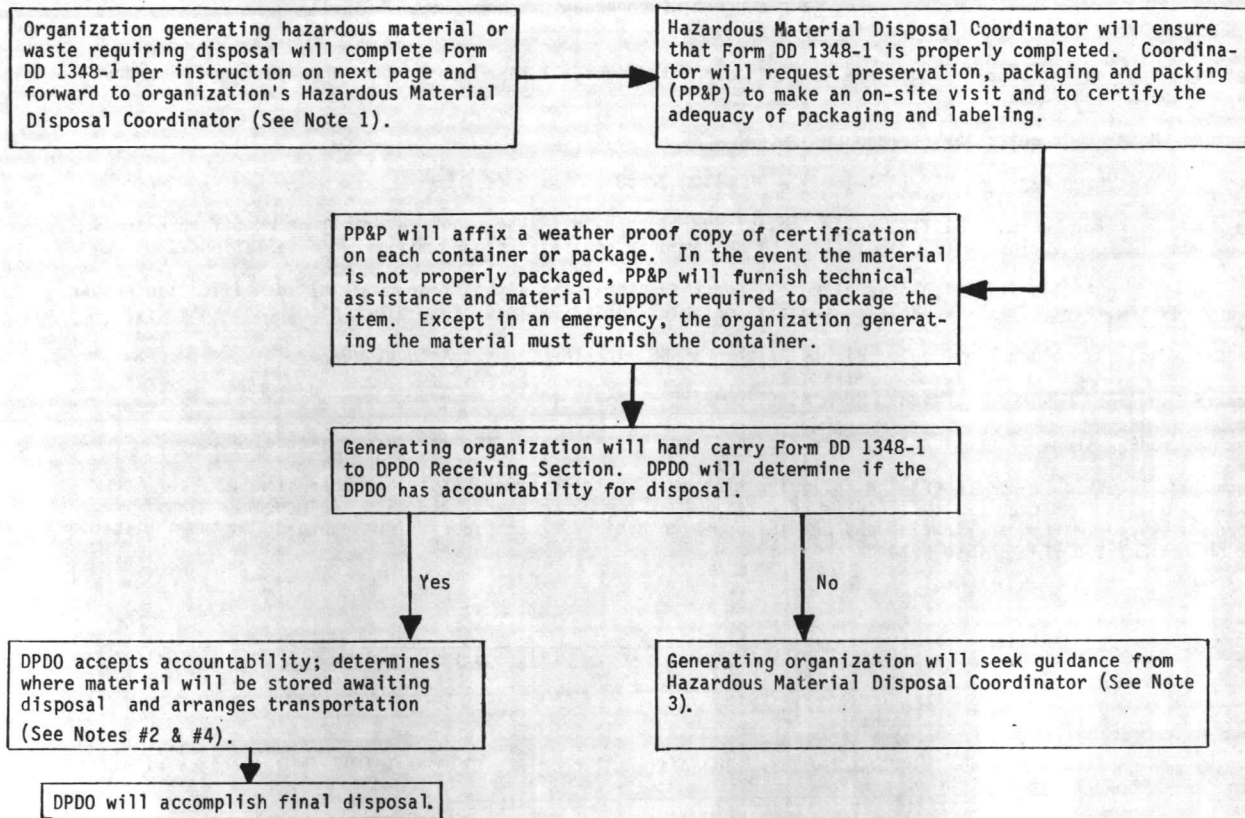 Organization generating hazardous material or
waste requiring disposal will complete Form
DD 1348-1 per instruction on next page and
forward to organization's Hazardous Material
Disposal Coordinator (See Note 1).
Hazardous Material Disposal Coordinator will ensure
that Form DD 1348-1 is properly completed. Coordina-
tor will request preservation, packaging and packing
(PP&P) to make an on-site visit and to certify the
adequacy of packaging and labeling.
PP&P will affix a weather proof copy of certification
on each container or package. In the event the material
is not properly packaged, PP&P will furnish technical
assistance and material support required to package the
item. Except in an emergency, the organization generat-
ing the material must furnish the container.
Generating organization will hand carry Form DD 1348-1
to DPDO Receiving Section. DPDO will determine if the
DPDO has accountability for disposal.
Yes
No
DPDO accepts accountability; determines
where material will be stored awaiting
disposal and arranges transportation
(See Notes #2 & #4).
Generating organization will seek guidance from
Hazardous Material Disposal Coordinator (See Note
3).
DPDO will accomplish final disposal.